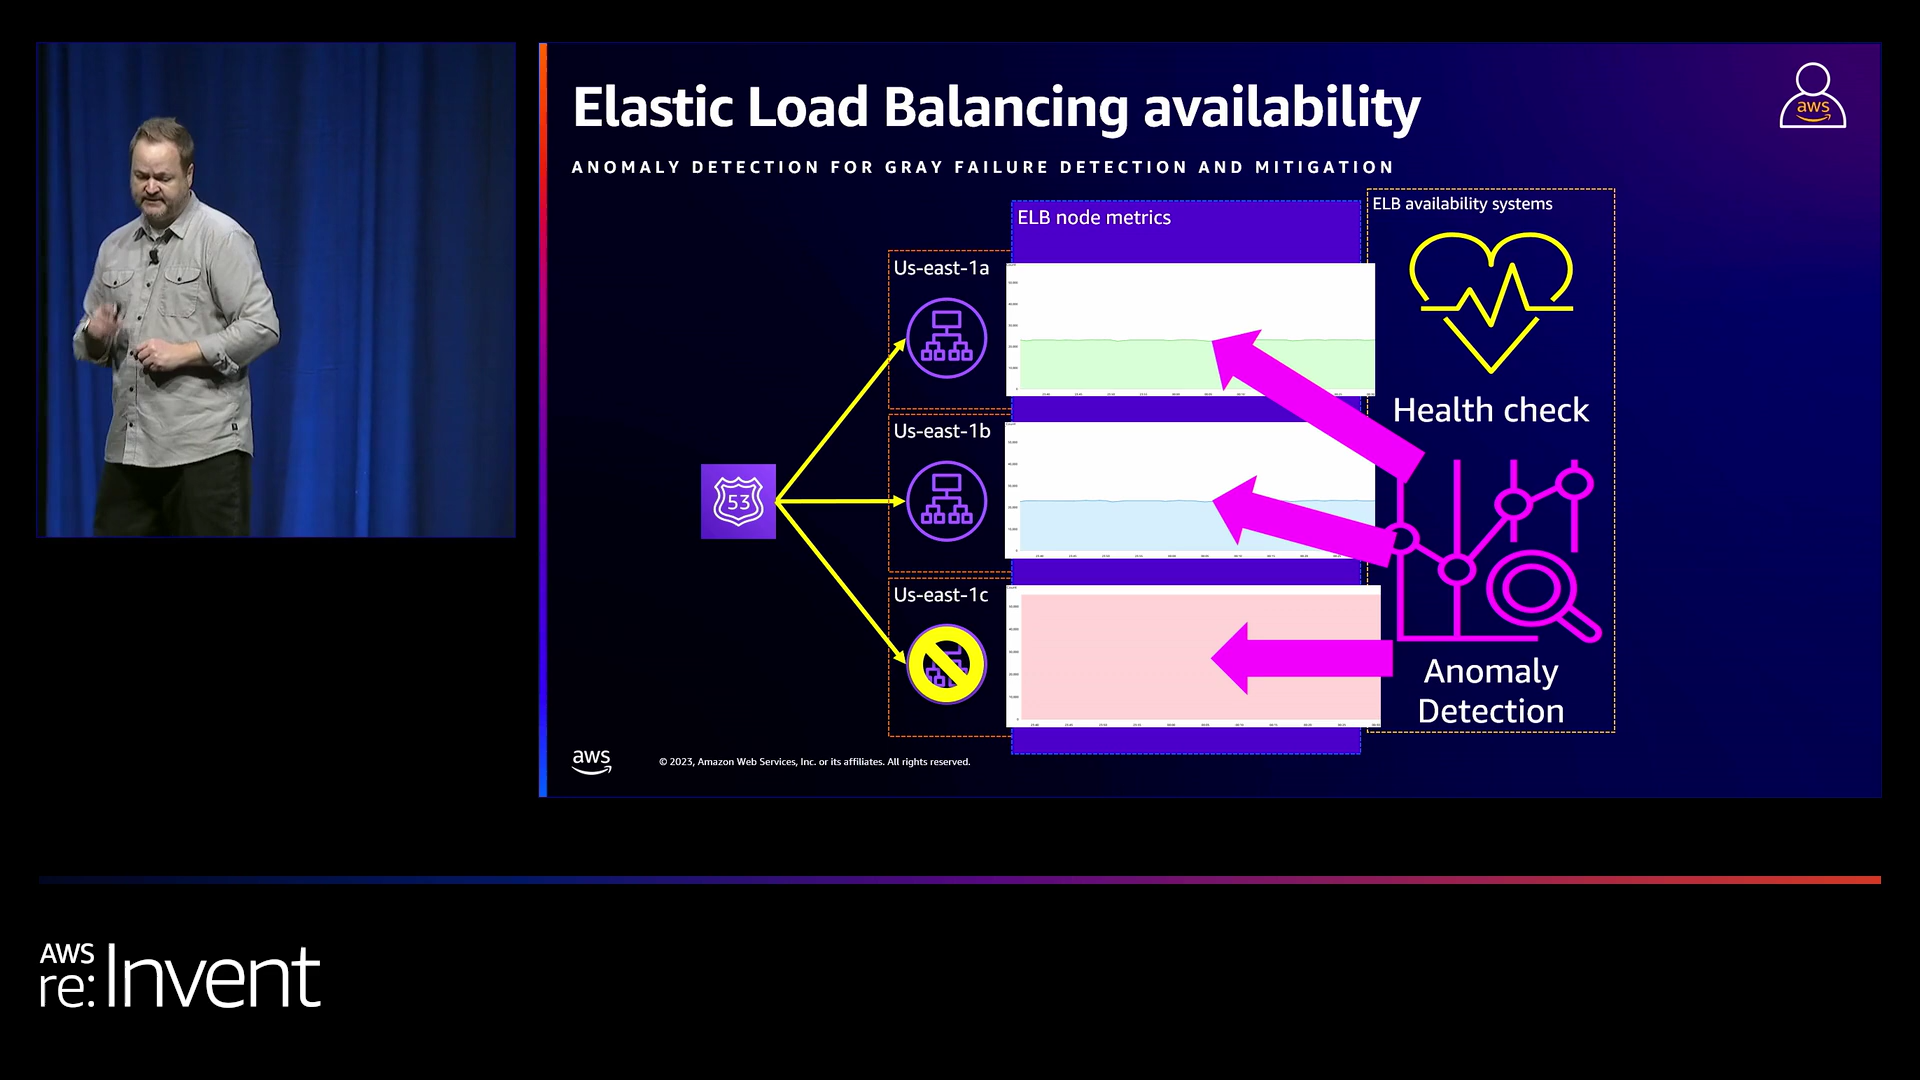 Elastic Load Balancing availability
aws
ANOMALY DETECTION FOR GRAY FAILURE DETECTION AND MITIGATION
ELB node metrics
ELB availability systems
Us-east-1a
Health check
Us-east-1b
53
Us-east-1c
Anomaly
Detection
aws
© 2023, Amazon Web Services, Inc. or its affiliates. All rights reserved.
AWS
re:Invent